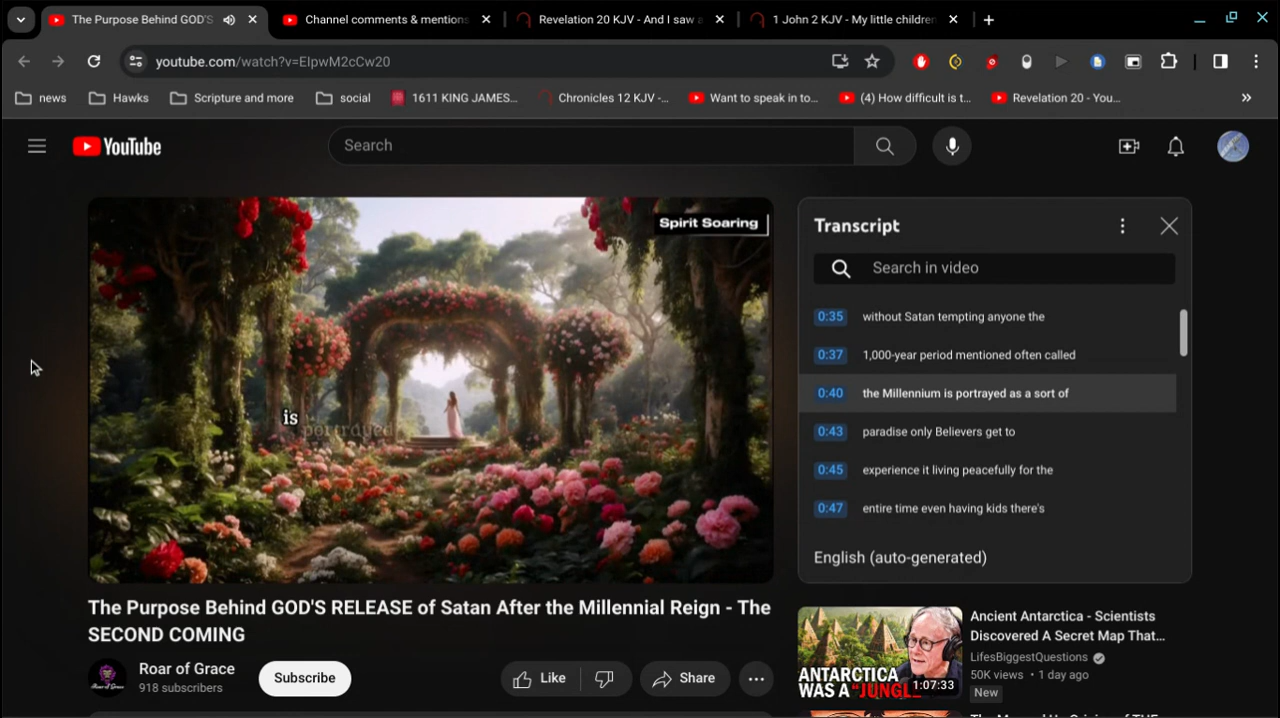 The Purpose Behind GOD'S
Channel comments & mentions
Revelation 20 KJV - And I saw a
1 John 2 KJV - My little children
youtube.com/watch?v=EIpwM2cCw20
news
Hawks
Scripture and more
social
1611 KING JAMES...
Chronicles 12 KJV -...
Want to speak in to...
(4) How difficult is t...
Revelation 20 - You...
YouTube
Search
Spirit Soaring
is portrayed
Transcript
Search in video
0:35 without Satan tempting anyone the
0:37 1,000-year period mentioned often called
0:40 the Millennium is portrayed as a sort of
0:43 paradise only Believers get to
0:45 experience it living peacefully for the
0:47 entire time even having kids there's
English (auto-generated)
The Purpose Behind GOD'S RELEASE of Satan After the Millennial Reign - The
SECOND COMING
Roar of Grace
918 subscribers
Subscribe
Like
Share
ANTARCTICA
WAS A "JUNGL
1:07:33
Ancient Antarctica - Scientists
Discovered A Secret Map That...
LifesBiggestQuestions
50K views • 1 day ago
New